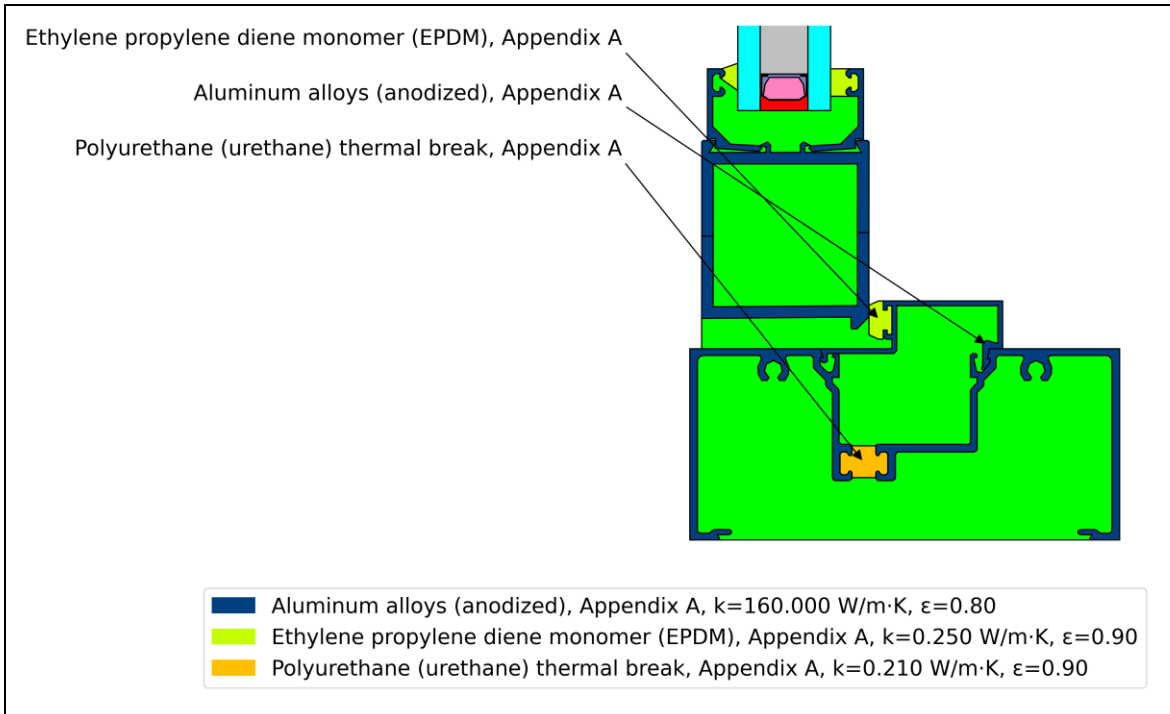 Ethylene propylene diene monomer (EPDM), Appendix A
Aluminum alloys (anodized), Appendix A
Polyurethane (urethane) thermal break, Appendix A
Aluminum alloys (anodized), Appendix A, k=160.000 W/m·K, ε=0.80
Ethylene propylene diene monomer (EPDM), Appendix A, k=0.250 W/m·K, ε=0.90
Polyurethane (urethane) thermal break, Appendix A, k=0.210 W/m·K, ε=0.90